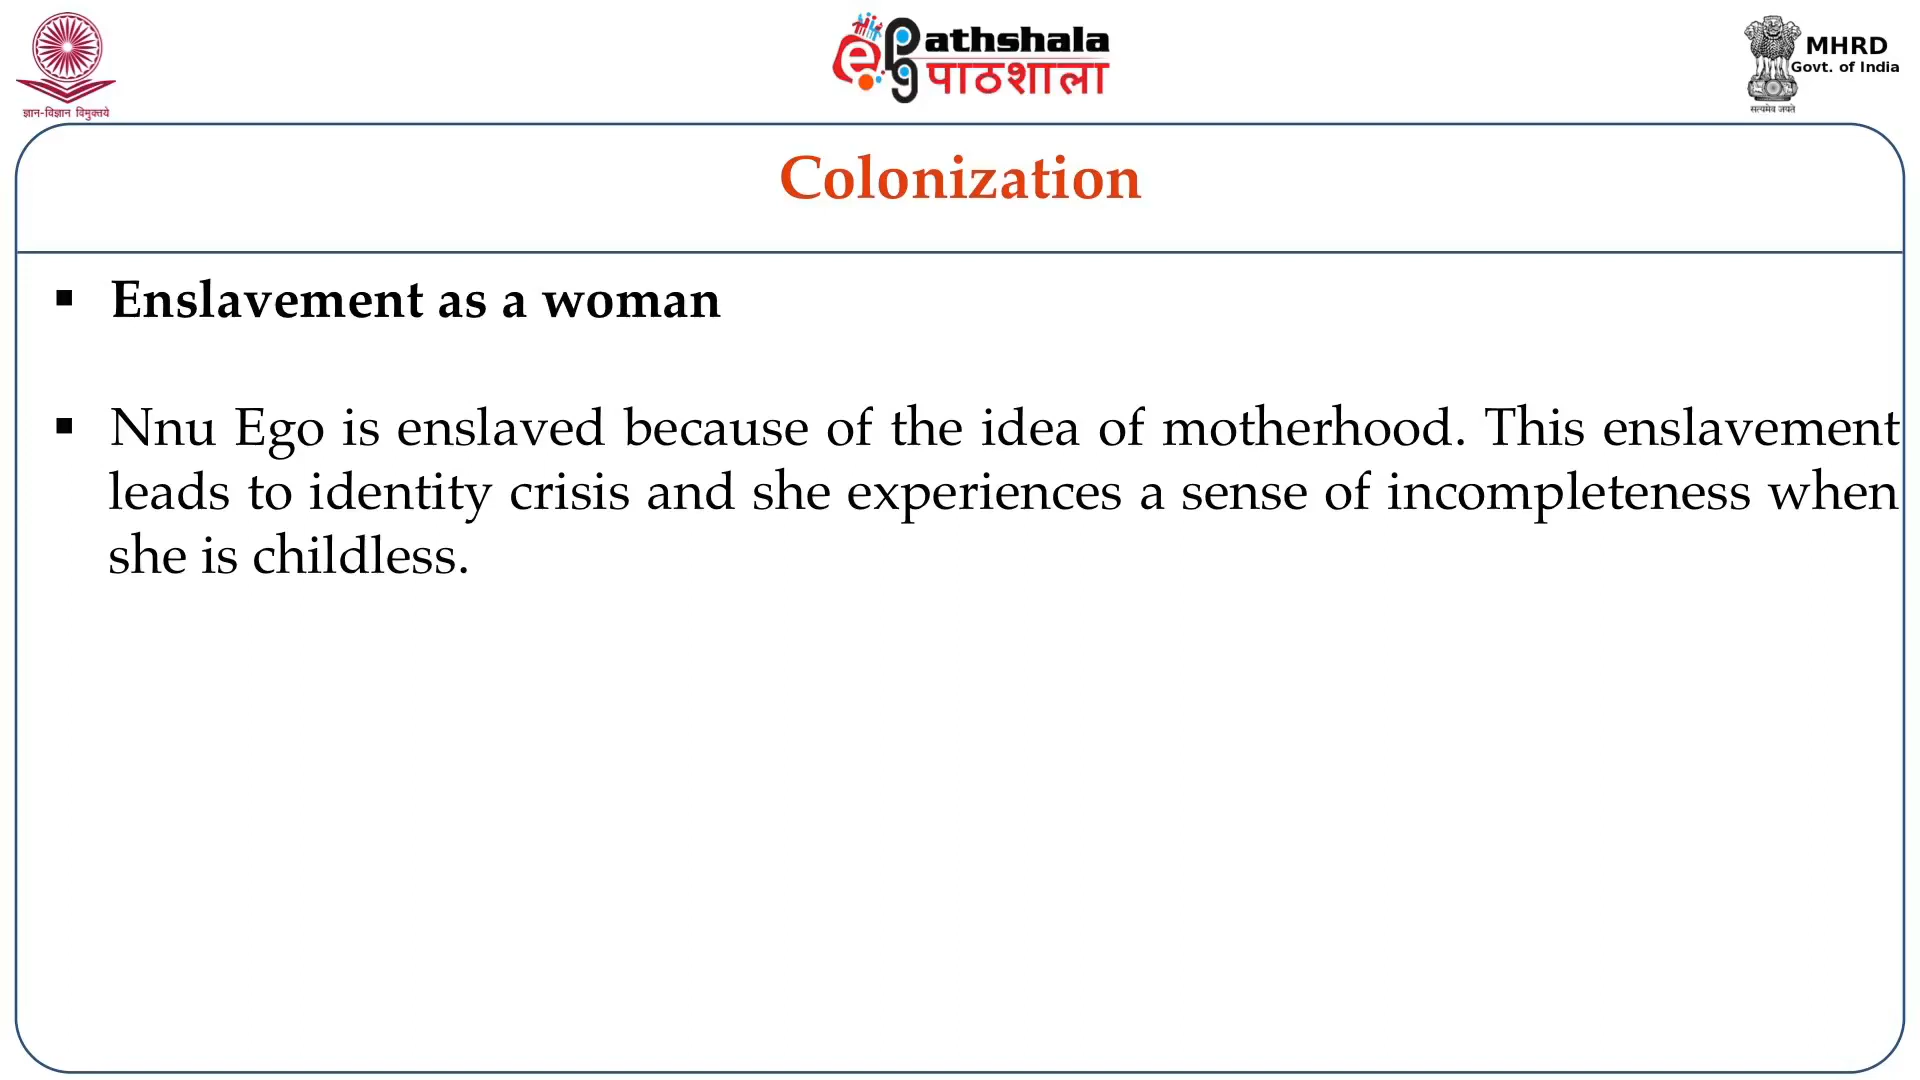 ज्ञान-विज्ञान विमुक्तये
e Pg athshala
पाठशाला
MHRD
Govt. of India
सत्यमेव जयते
Colonization
▪ Enslavement as a woman
▪ Nnu Ego is enslaved because of the idea of motherhood. This enslavement
leads to identity crisis and she experiences a sense of incompleteness when
she is childless.